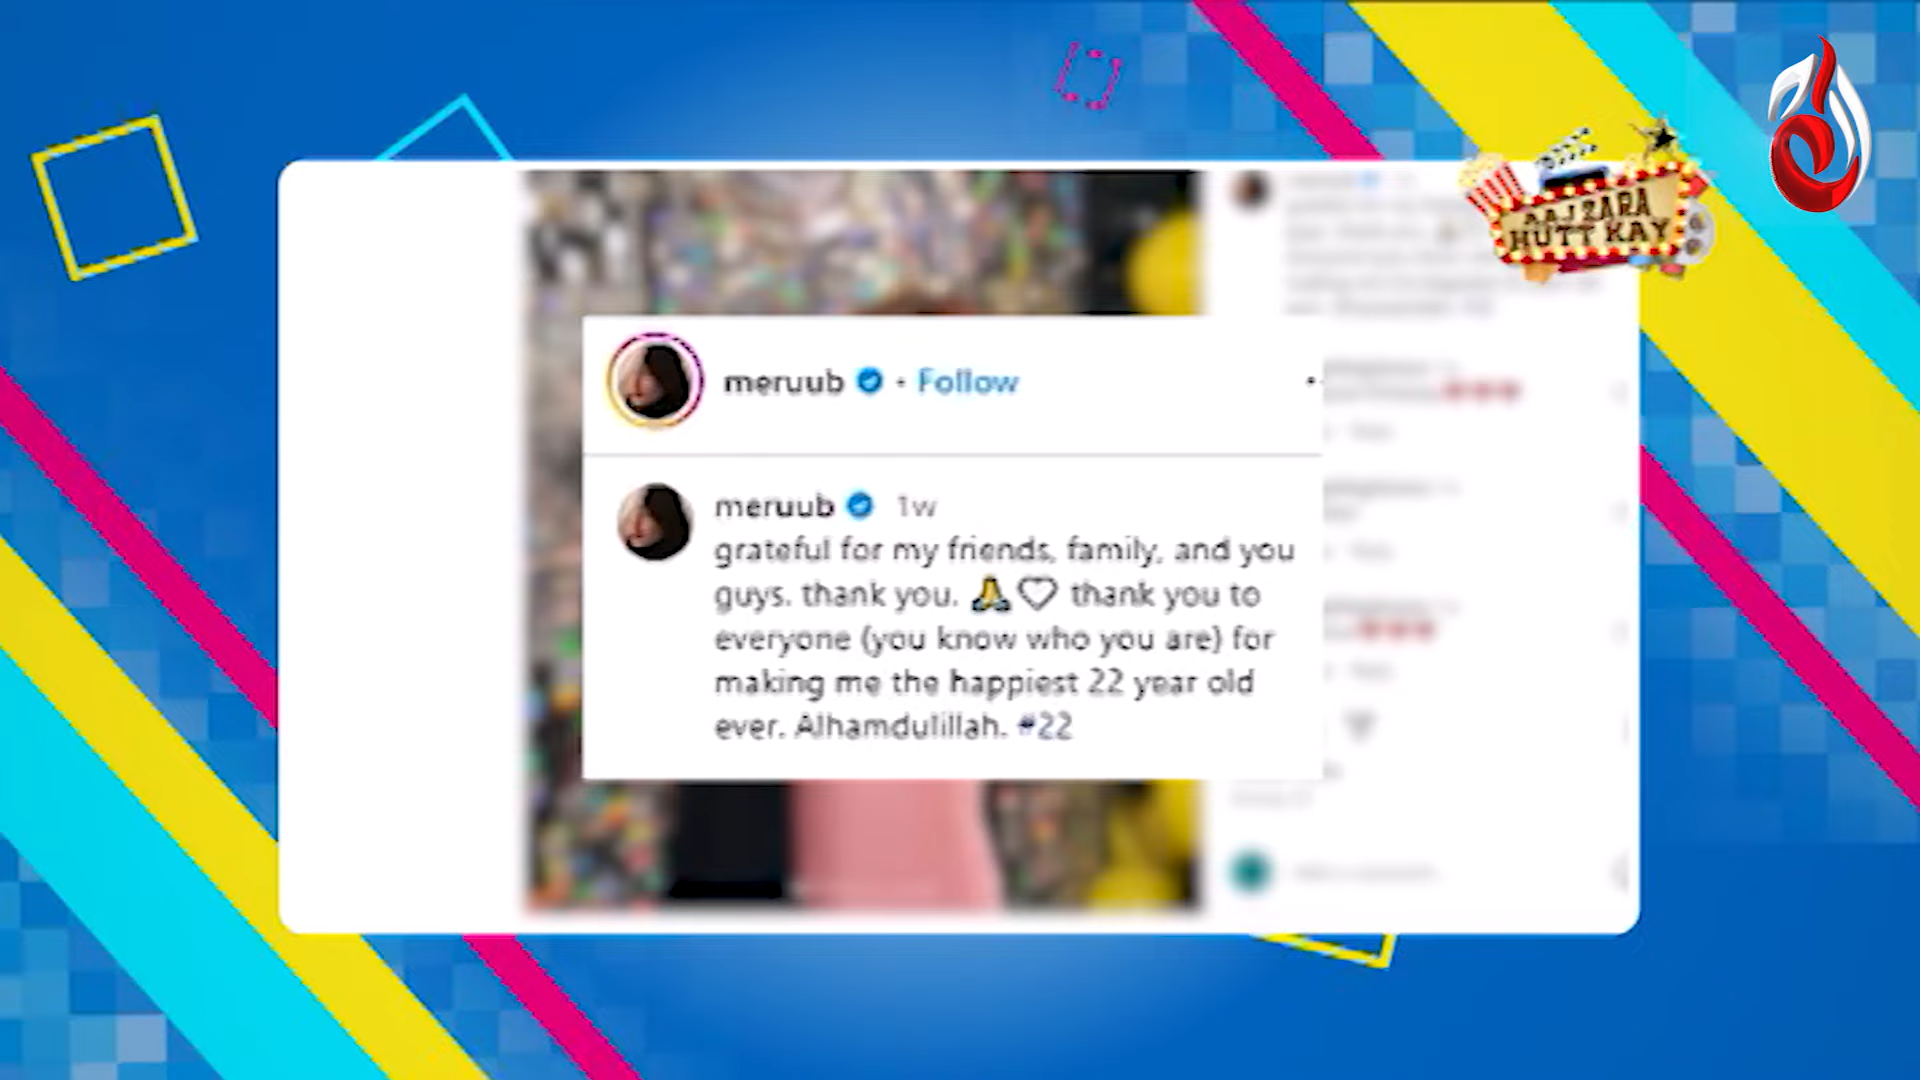 AAJ ZARA
HUTT KAY
meruub • Follow
meruub 1w
grateful for my friends, family, and you
guys. thank you. 🙏🤍 thank you to
everyone (you know who you are) for
making me the happiest 22 year old
ever. Alhamdulillah. #22